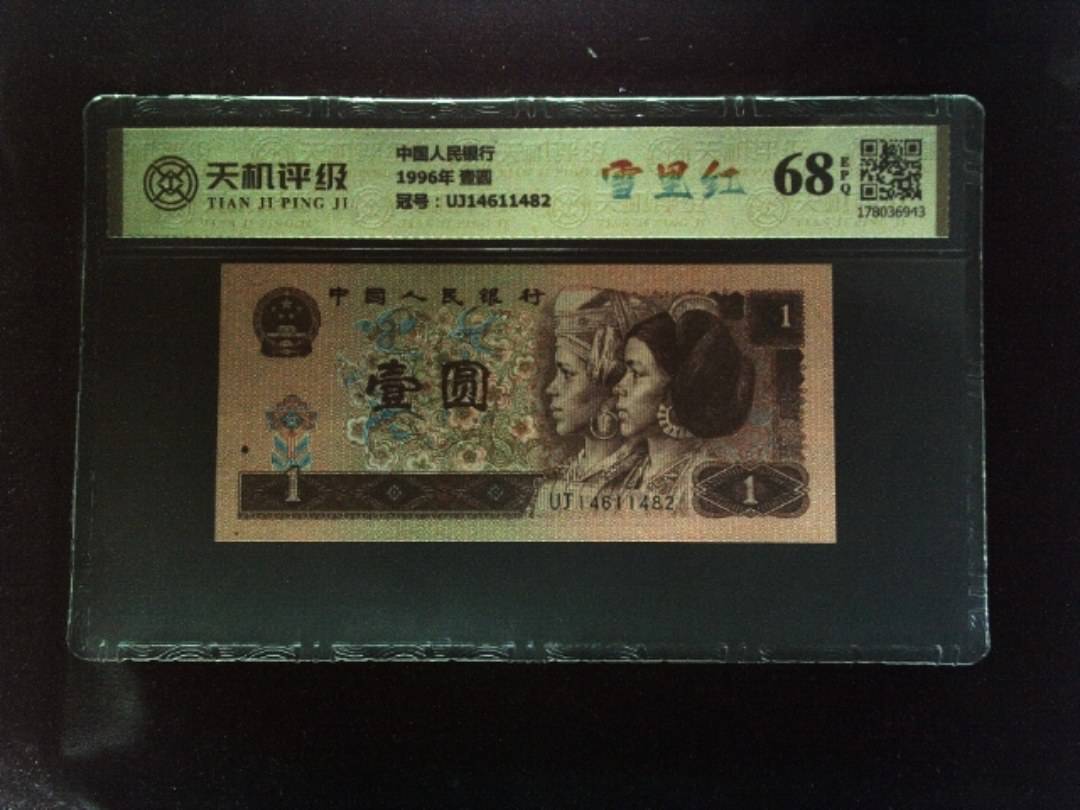 天机评级
TIAN JI PING JI
中国人民银行
1996年 壹圆
冠号：UJ14611482
雪里红
68
EPQ
178036943
中国人民银行
1
壹圆
1
UJ14611482
1